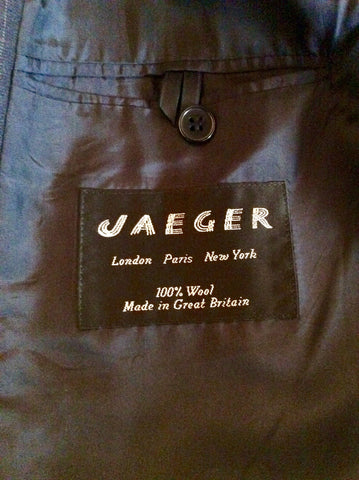 JAEGER
London Paris New York
100% Wool
Made in Great Britain